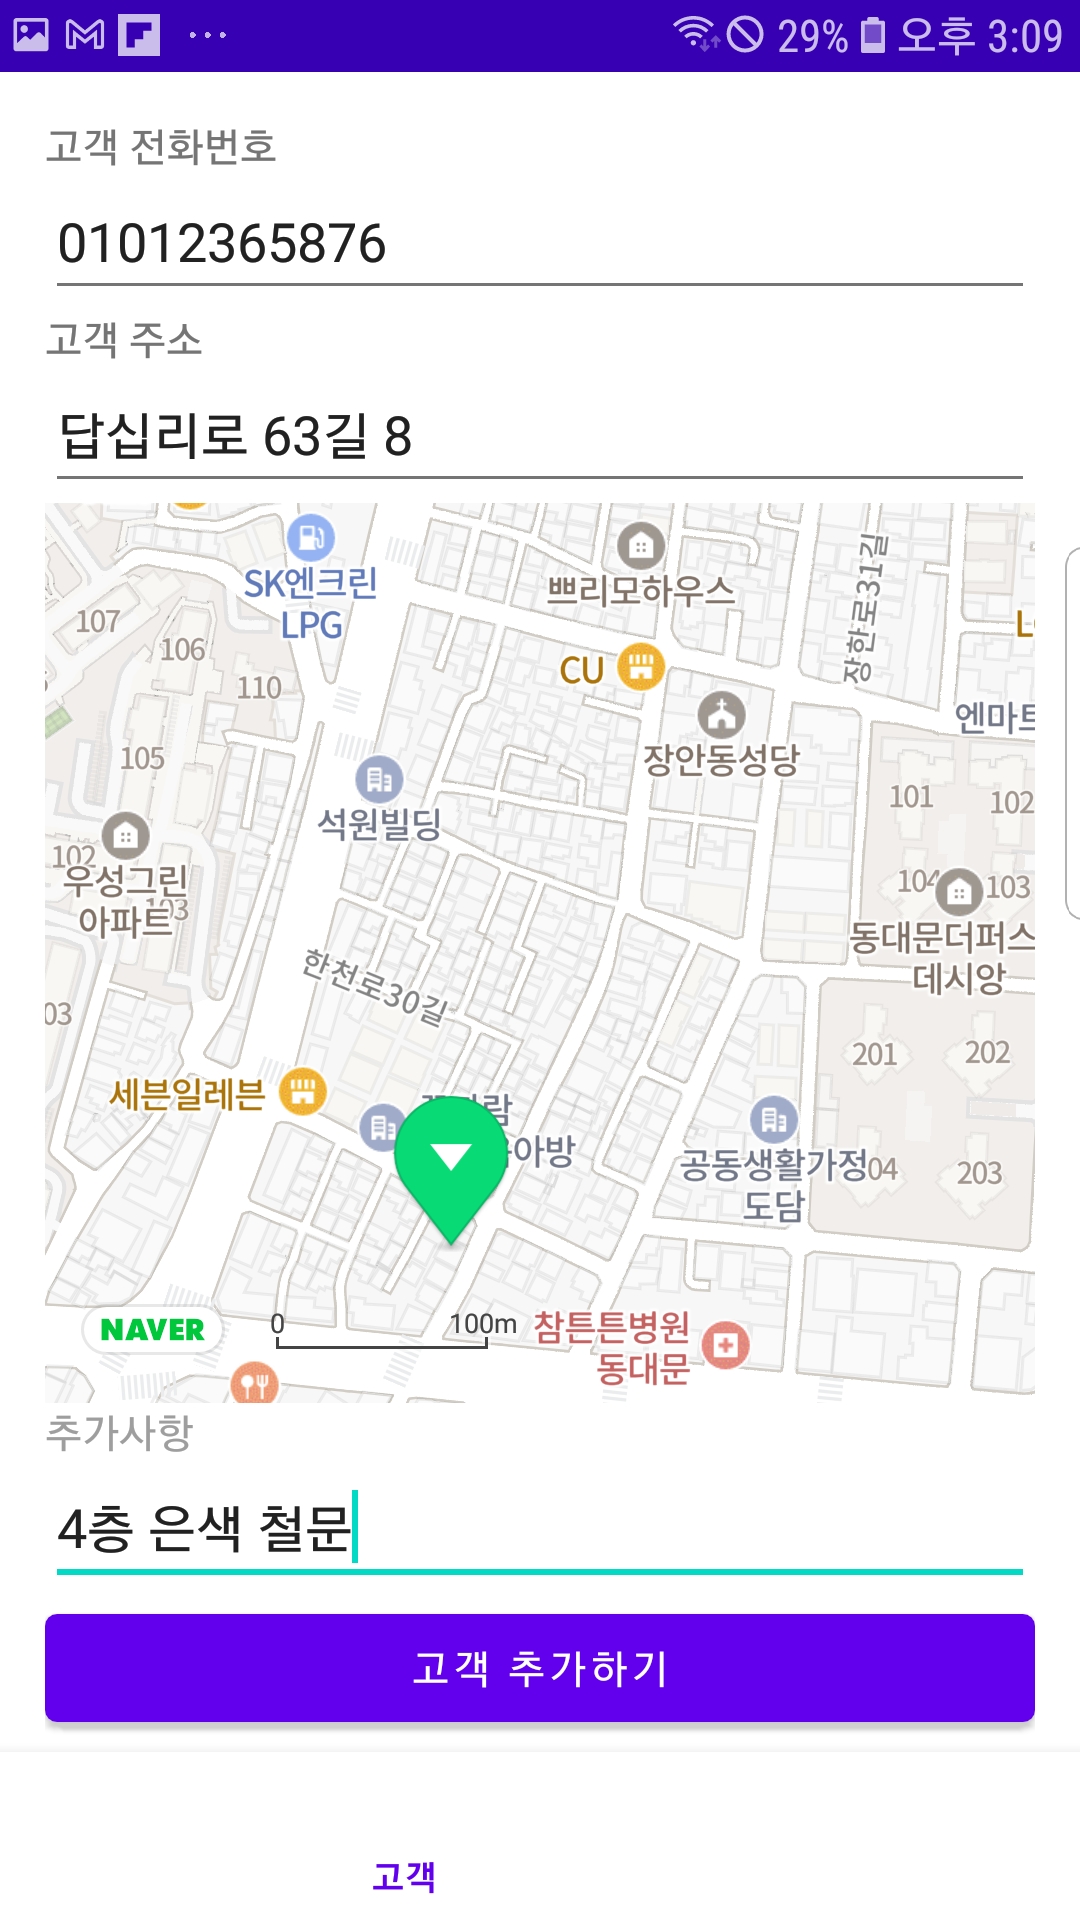 29% 오후 3:09
고객 전화번호
01012365876
고객 주소
답십리로 63길 8
SK엔크린
LPG
쁘리모하우스
장한로31길
107
106
110
CU
엔마트
장안동성당
105
101
102
석원빌딩
102
우성그린
아파트
103
104
103
동대문더퍼스
데시앙
한천로30길
03
201
202
세븐일레븐
아방
공동생활가정
도담
04
203
NAVER
0
100m
참튼튼병원
동대문
추가사항
4층 은색 철문
고객 추가하기
고객